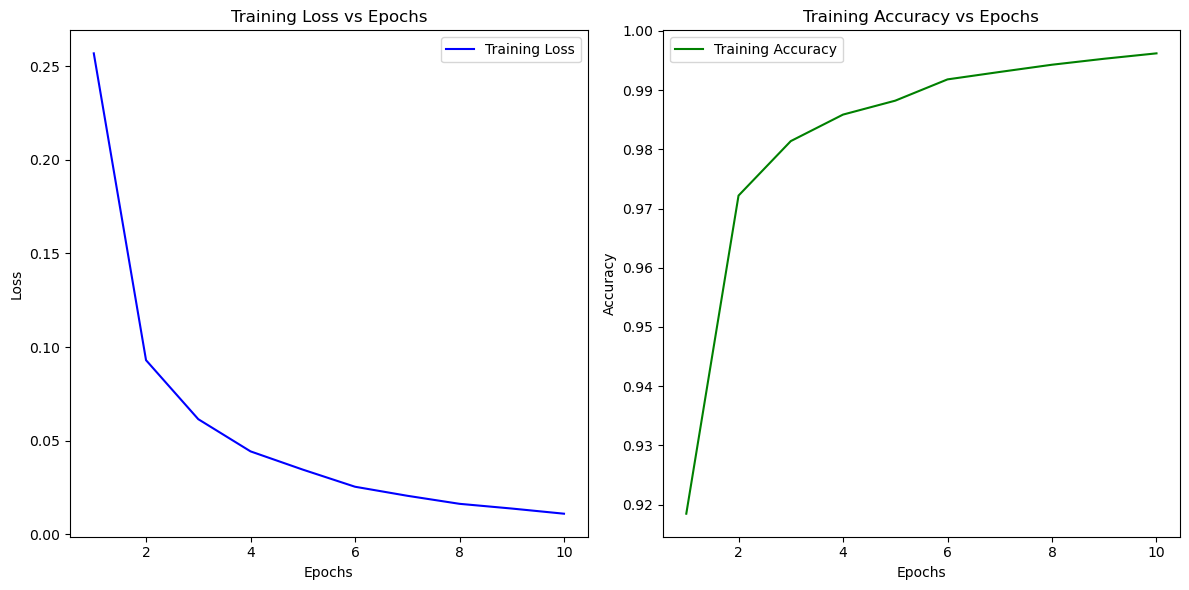 Training Loss vs Epochs
Training Loss
0.25
0.20
0.15
0.10
0.05
0.00
Loss
2 4 6 8 10
Epochs
Training Accuracy vs Epochs
Training Accuracy
1.00
0.99
0.98
0.97
0.96
0.95
0.94
0.93
0.92
Accuracy
2 4 6 8 10
Epochs